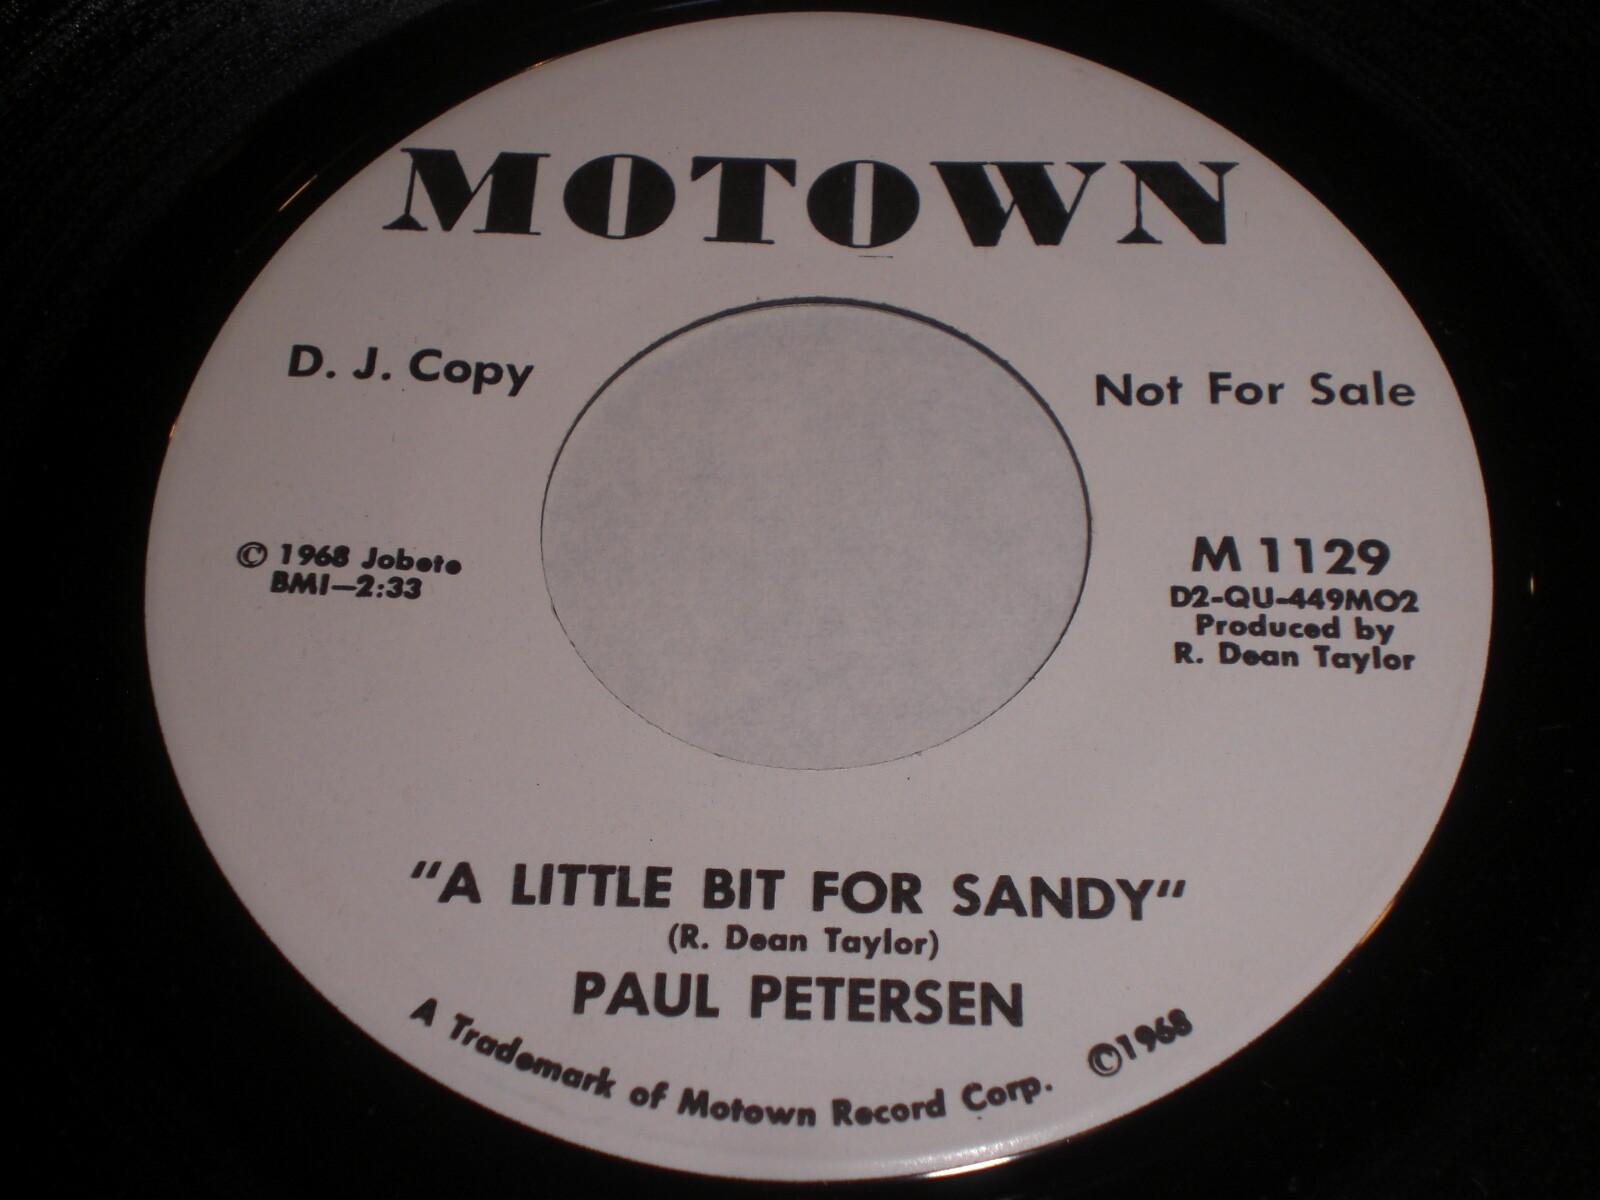 MOTOWN
D. J. Copy
Not For Sale
© 1968 Jobete
BMI—2:33
M 1129
D2-QU-449MO2
Produced by
R. Dean Taylor
"A LITTLE BIT FOR SANDY"
(R. Dean Taylor)
PAUL PETERSEN
A Trademark of Motown Record Corp. ©1968